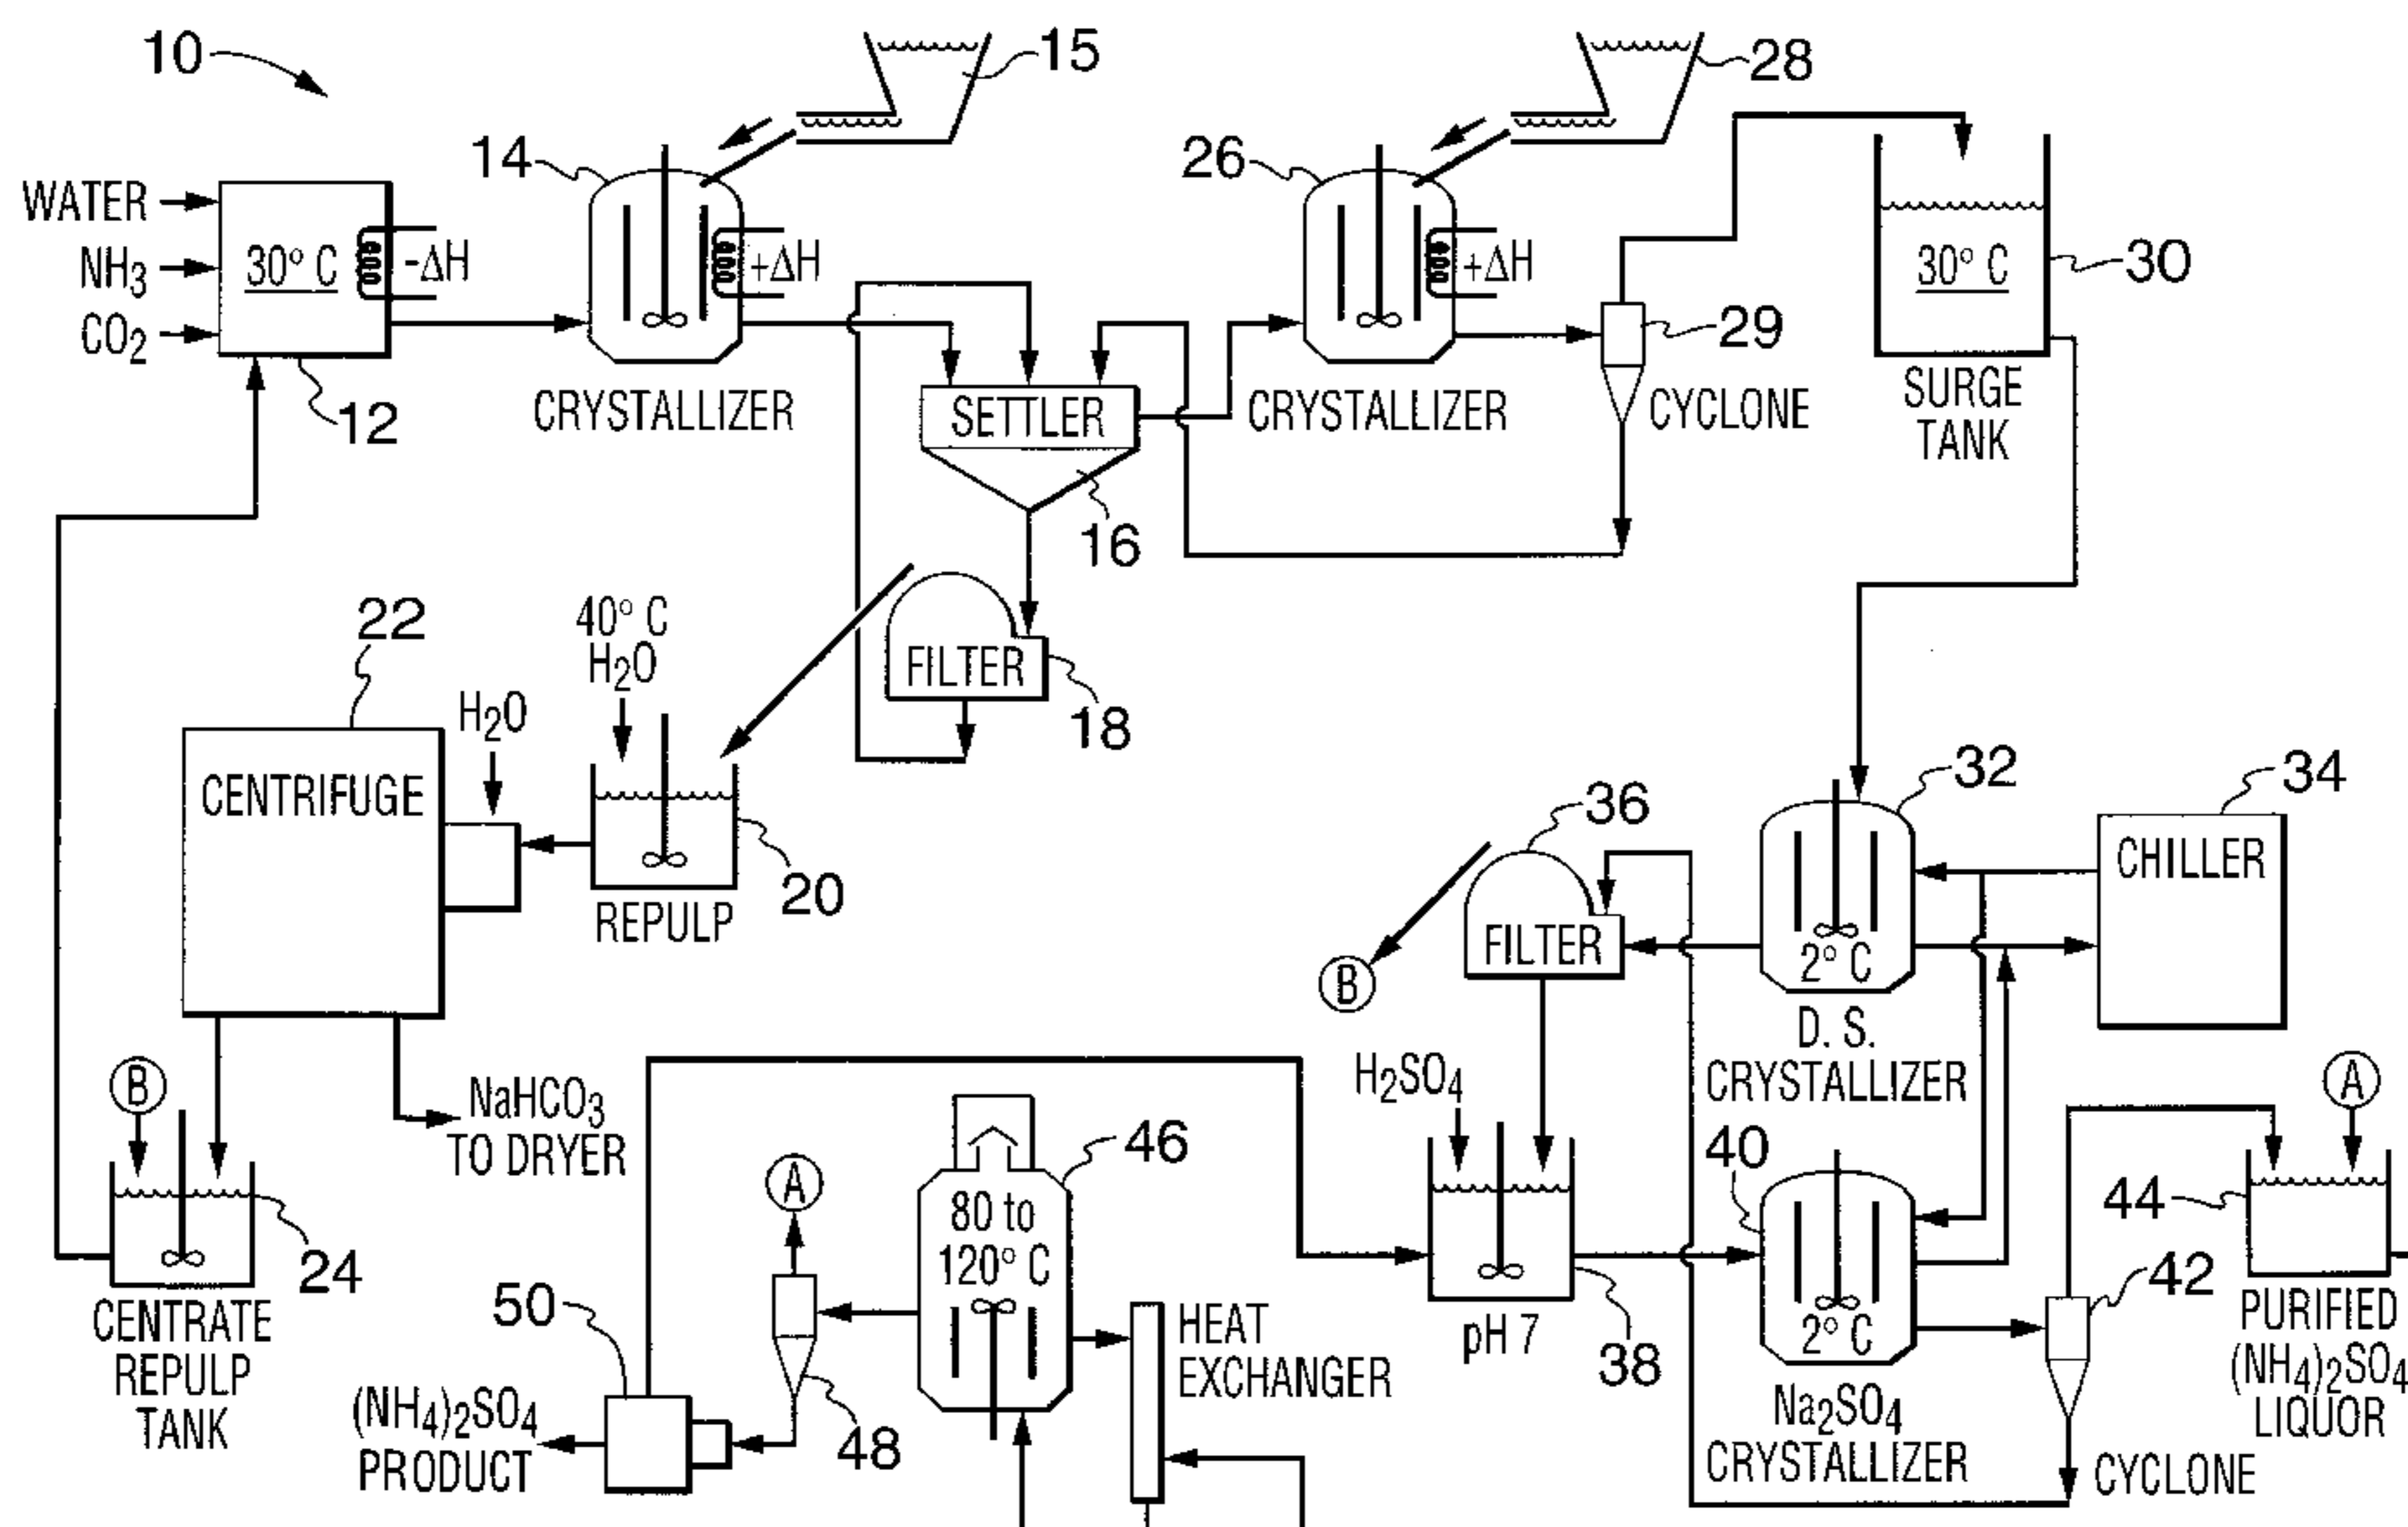 10
15
28
14
26
WATER
NH3
CO2
30° C
-ΔH
+ΔH
+ΔH
30° C
30
29
12
CRYSTALLIZER
SETTLER
CRYSTALLIZER
CYCLONE
SURGE
TANK
16
22
40° C
H2O
H2O
FILTER
18
CENTRIFUGE
20
REPULP
36
32
34
CHILLER
FILTER
2° C
B
D. S.
CRYSTALLIZER
B
NaHCO3
TO DRYER
24
CENTRATE
REPULP
TANK
H2SO4
A
46
80 to
120° C
40
A
44
42
50
HEAT
EXCHANGER
pH 7
38
2° C
Na2SO4
CRYSTALLIZER
PURIFIED
(NH4)2SO4
LIQUOR
(NH4)2SO4
PRODUCT
48
CYCLONE